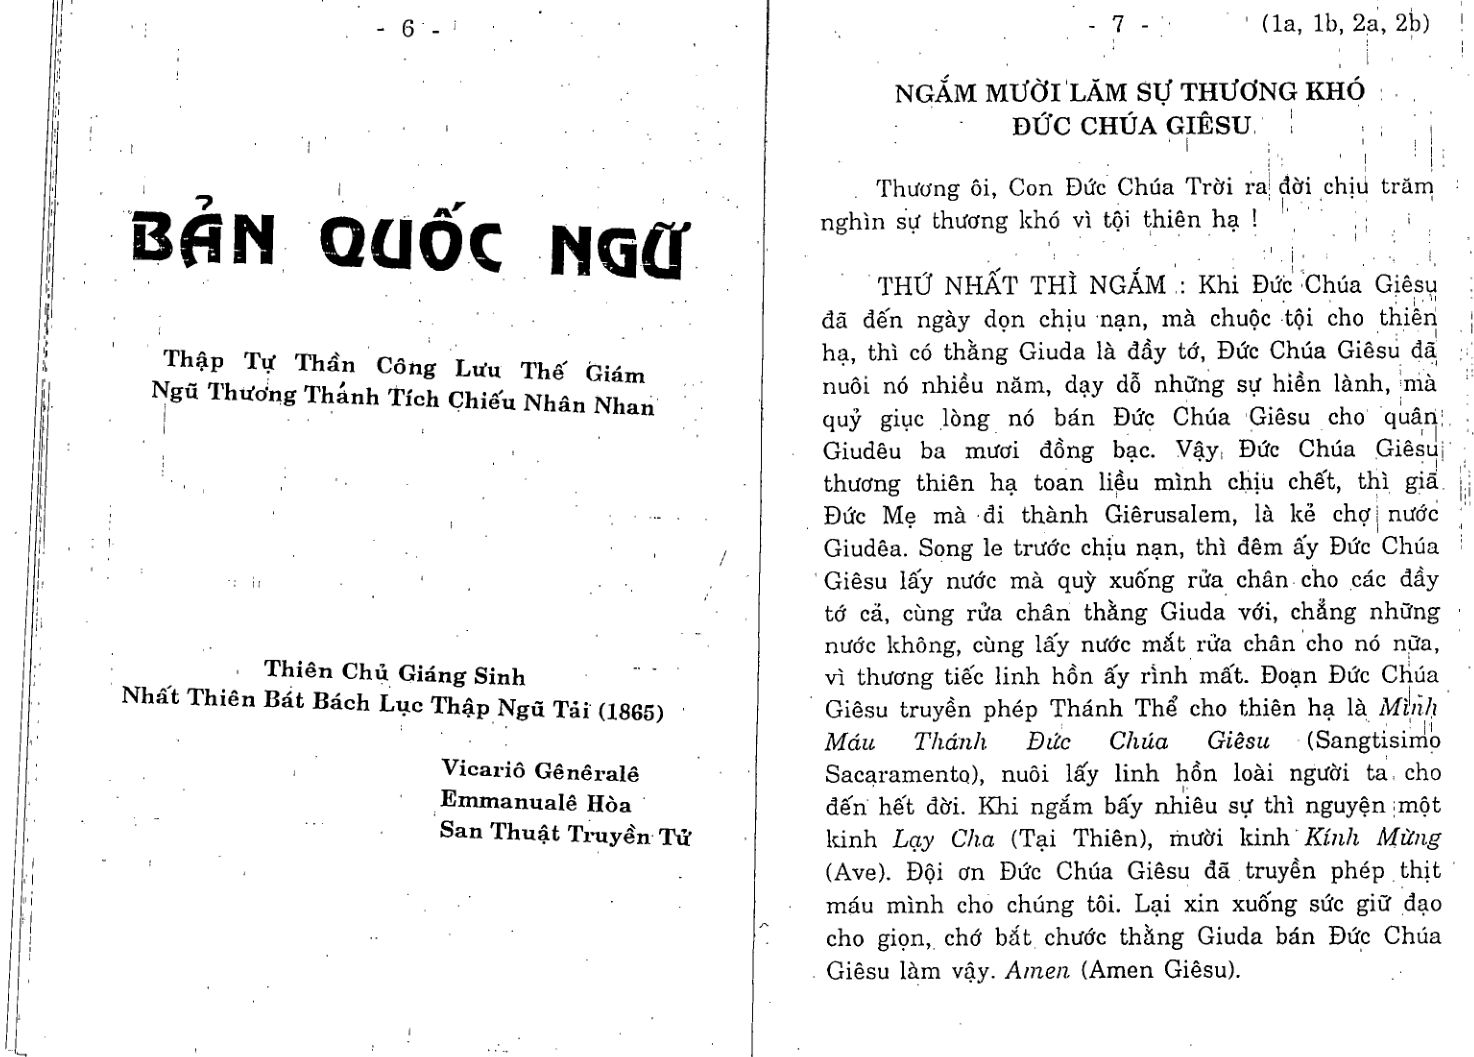 - 6 -
BẢN QUỐC NGỮ
Thập Tự Thần Công Lưu Thế Giám
Ngũ Thương Thánh Tích Chiếu Nhân Nhan
Thiên Chủ Giáng Sinh
Nhất Thiên Bát Bách Lục Thập Ngũ Tải (1865)
Vicariô Gênêralê
Emmanualê Hòa
San Thuật Truyền Tử
- 7 - (1a, 1b, 2a, 2b)
NGẮM MƯỜI LĂM SỰ THƯƠNG KHÓ
ĐỨC CHÚA GIÊSU
Thương ôi, Con Đức Chúa Trời ra đời chịu trăm
nghìn sự thương khó vì tội thiên hạ !
THỨ NHẤT THÌ NGẮM : Khi Đức Chúa Giêsu
đã đến ngày dọn chịu nạn, mà chuộc tội cho thiên
hạ, thì có thằng Giuda là đầy tớ, Đức Chúa Giêsu đã
nuôi nó nhiều năm, dạy dỗ những sự hiền lành, mà
quỷ giục lòng nó bán Đức Chúa Giêsu cho quân
Giudêu ba mươi đồng bạc. Vậy Đức Chúa Giêsu
thương thiên hạ toan liều mình chịu chết, thì giã
Đức Mẹ mà đi thành Giêrusalem, là kẻ chợ nước
Giudêa. Song le trước chịu nạn, thì đêm ấy Đức Chúa
Giêsu lấy nước mà quỳ xuống rửa chân cho các đầy
tớ cả, cùng rửa chân thằng Giuda với, chẳng những
nước không, cùng lấy nước mắt rửa chân cho nó nữa,
vì thương tiếc linh hồn ấy rình mất. Đoạn Đức Chúa
Giêsu truyền phép Thánh Thể cho thiên hạ là Mình
Máu Thánh Đức Chúa Giêsu (Sangtisimo
Sacaramento), nuôi lấy linh hồn loài người ta cho
đến hết đời. Khi ngắm bấy nhiêu sự thì nguyện một
kinh Lạy Cha (Tại Thiên), mười kinh Kính Mừng
(Ave). Đội ơn Đức Chúa Giêsu đã truyền phép thịt
máu mình cho chúng tôi. Lại xin xuống sức giữ đạo
cho giọn, chớ bắt chước thằng Giuda bán Đức Chúa
Giêsu làm vậy. Amen (Amen Giêsu).